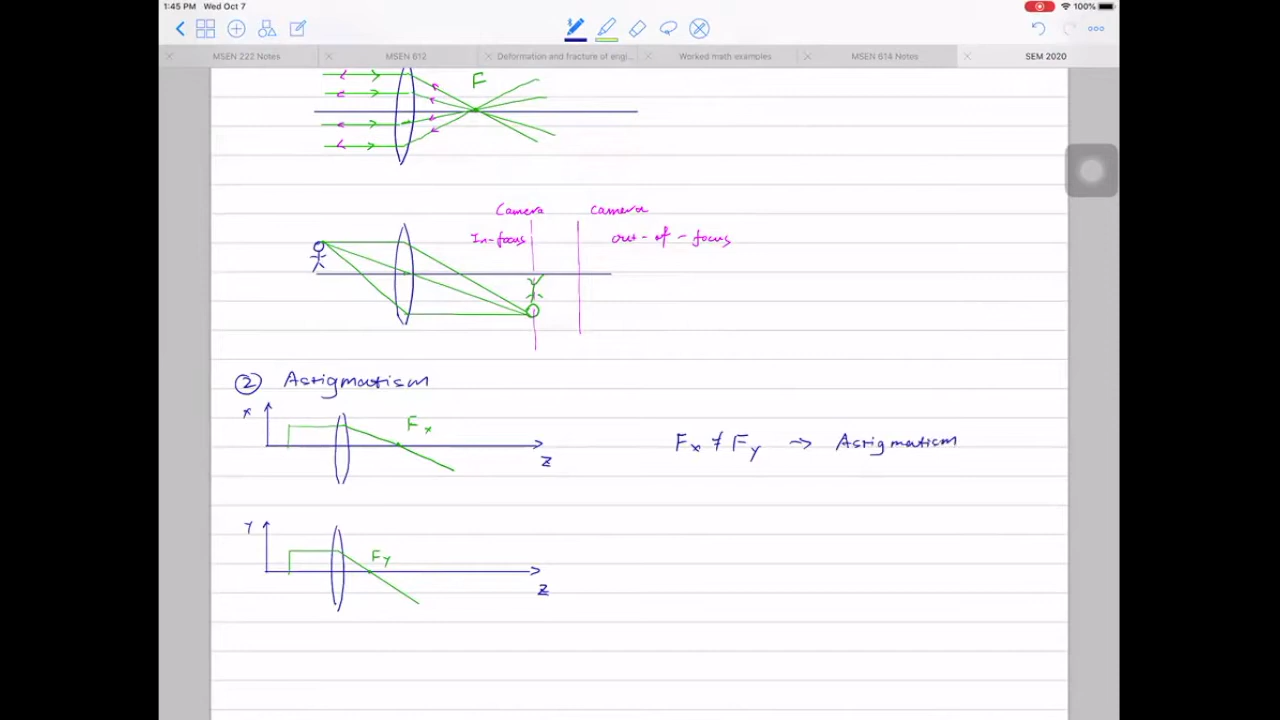 1:45 PM Wed Oct 7
100%
MSEN 222 Notes
MSEN 612
Deformation and fracture of engi...
Worked math examples
MSEN 614 Notes
SEM 2020
F
Camera
camera
In-focus
out-of-focus
② Astigmatism
X
Fx
Z
Fx ≠ Fy → Astigmatism
Y
Fy
Z